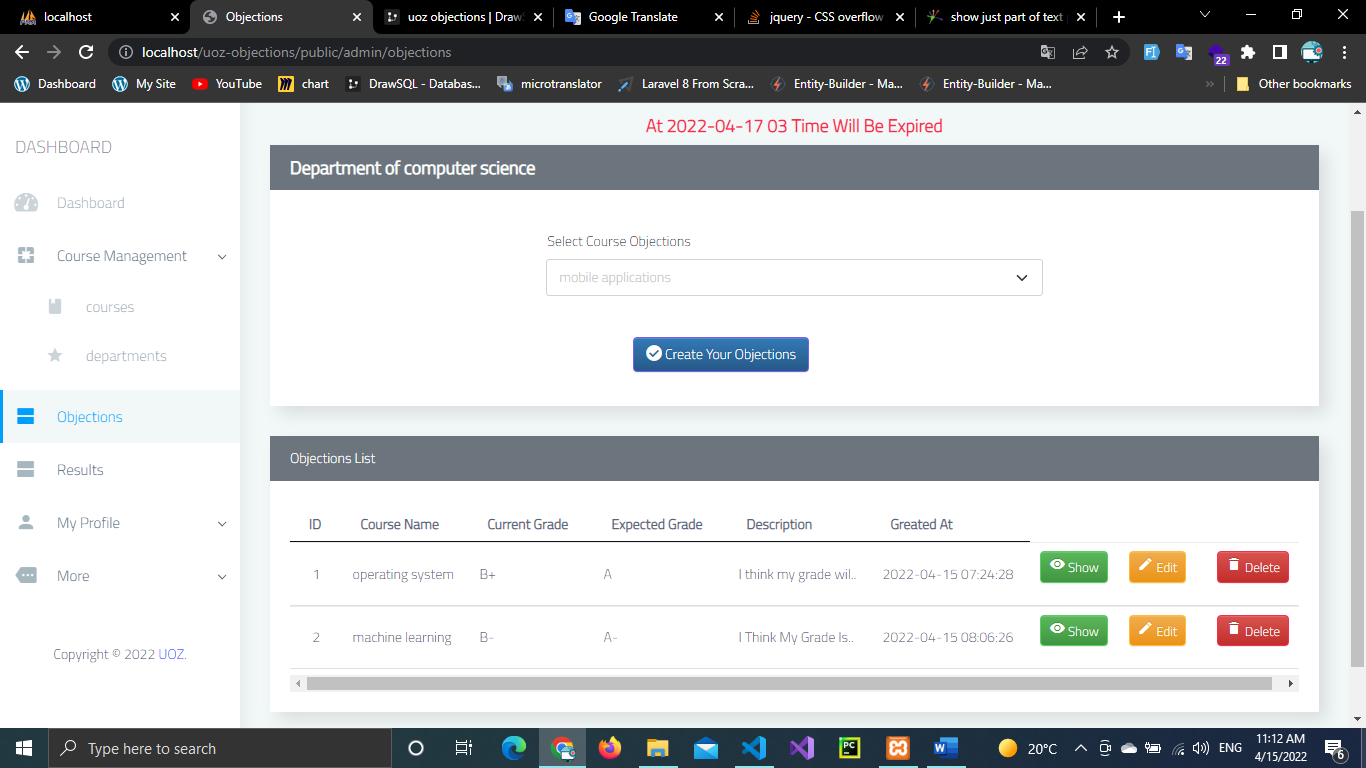 localhost
Objections
uoz objections | DrawS
Google Translate
jquery - CSS overflow
show just part of text
localhost/uoz-objections/public/admin/objections
22
Dashboard
My Site
YouTube
chart
DrawSQL - Databas...
microtranslator
Laravel 8 From Scra...
Entity-Builder - Ma...
Entity-Builder - Ma...
»
Other bookmarks
DASHBOARD
Dashboard
Course Management
courses
departments
Objections
Results
My Profile
More
Copyright © 2022 UOZ.
At 2022-04-17 03 Time Will Be Expired
Department of computer science
Select Course Objections
mobile applications
Create Your Objections
Objections List
ID Course Name Current Grade Expected Grade Description Greated At
1 operating system B+ A I think my grade wil.. 2022-04-15 07:24:28 Show Edit Delete
2 machine learning B- A- I Think My Grade Is.. 2022-04-15 08:06:26 Show Edit Delete
Type here to search
PC
W
20°C
ENG
11:12 AM
4/15/2022
6